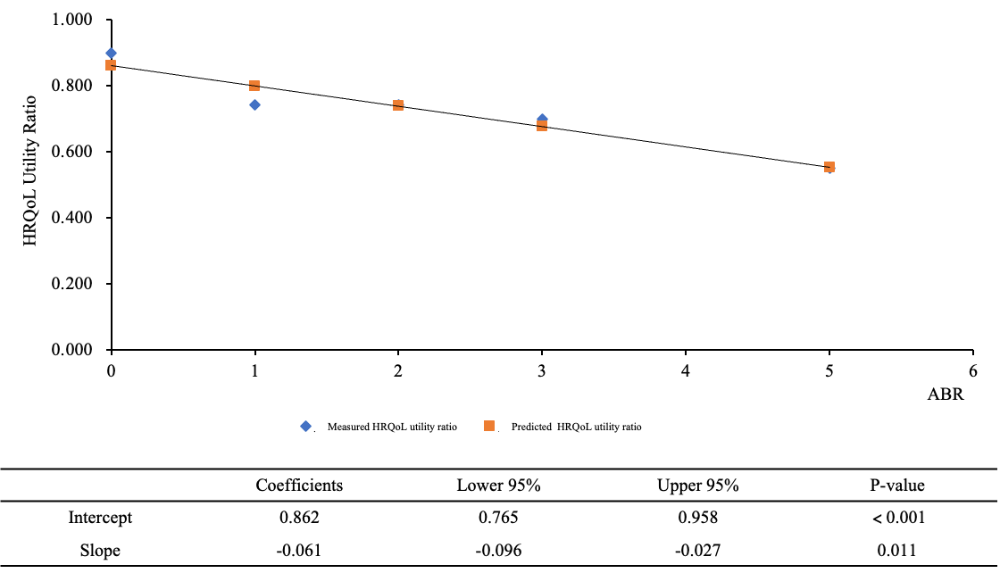 1.000
0.800
0.600
0.400
0.200
0.000
HRQoL Utility Ratio
0 1 2 3 4 5 6
ABR
. Measured HRQoL utility ratio . Predicted HRQoL utility ratio
Coefficients Lower 95% Upper 95% P-value
Intercept 0.862 0.765 0.958 < 0.001
Slope -0.061 -0.096 -0.027 0.011